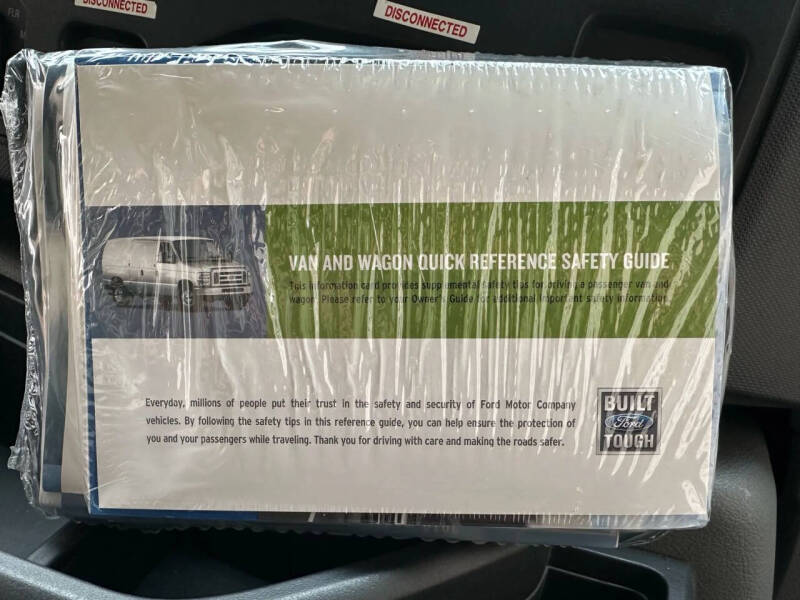 DISCONNECTED
DISCONNECTED
FLR
VAN AND WAGON QUICK REFERENCE SAFETY GUIDE
This information card provides supplemental safety tips for driving a passenger van and
wagon. Please refer to your Owner's Guide for additional important safety information.
Everyday, millions of people put their trust in the safety and security of Ford Motor Company
vehicles. By following the safety tips in this reference guide, you can help ensure the protection of
you and your passengers while traveling. Thank you for driving with care and making the roads safer.
BUILT
Ford
TOUGH